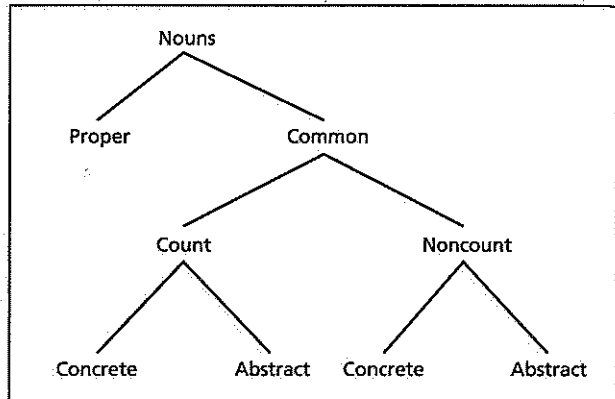 Nouns
Proper Common
Count Noncount
Concrete Abstract Concrete Abstract